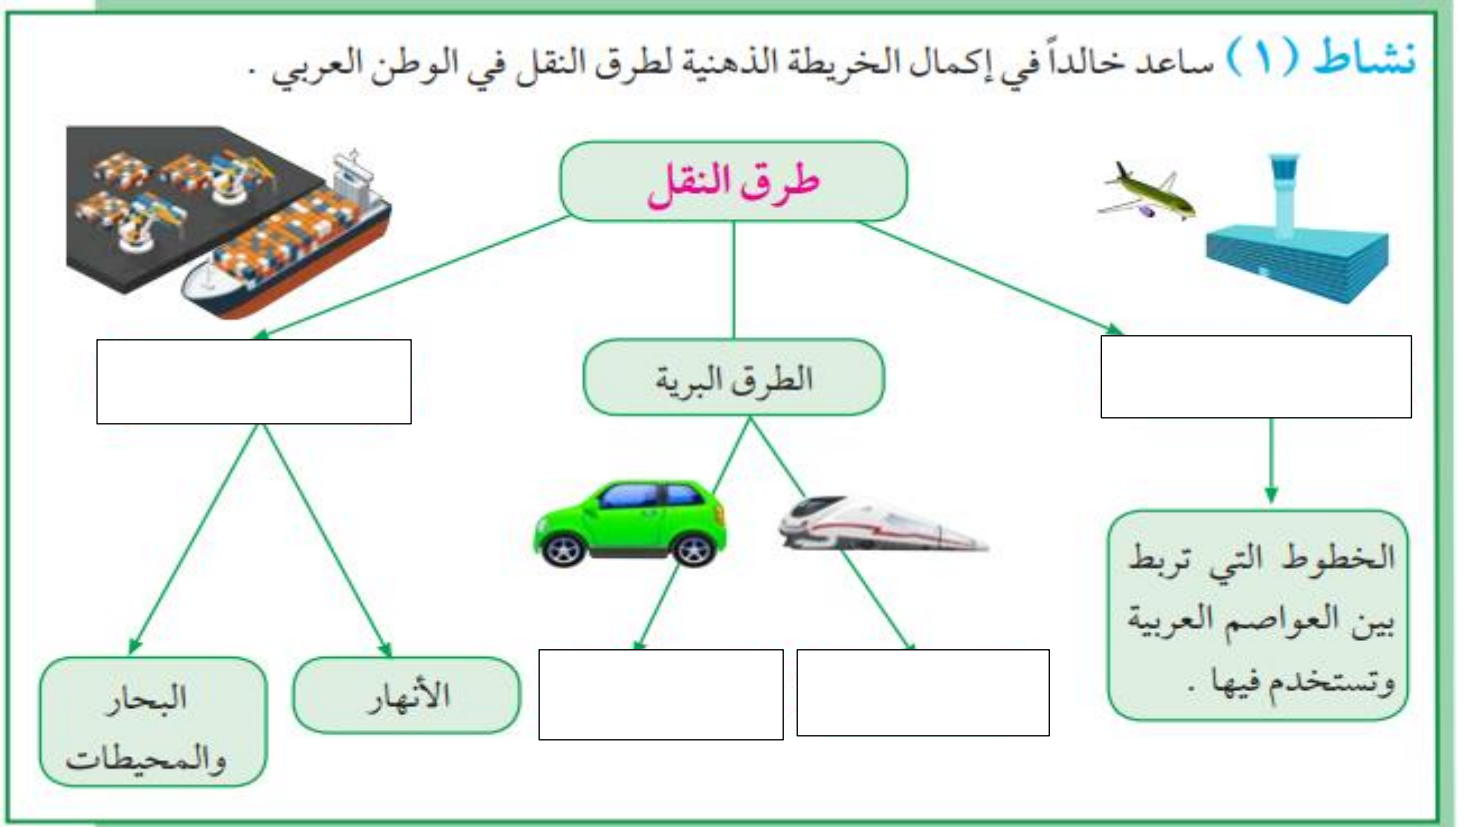 نشاط (١) ساعد خالداً في إكمال الخريطة الذهنية لطرق النقل في الوطن العربي .
طرق النقل
الطرق البرية
الخطوط التي تربط
بين العواصم العربية
وتستخدم فيها .
الأنهار
البحار
والمحيطات